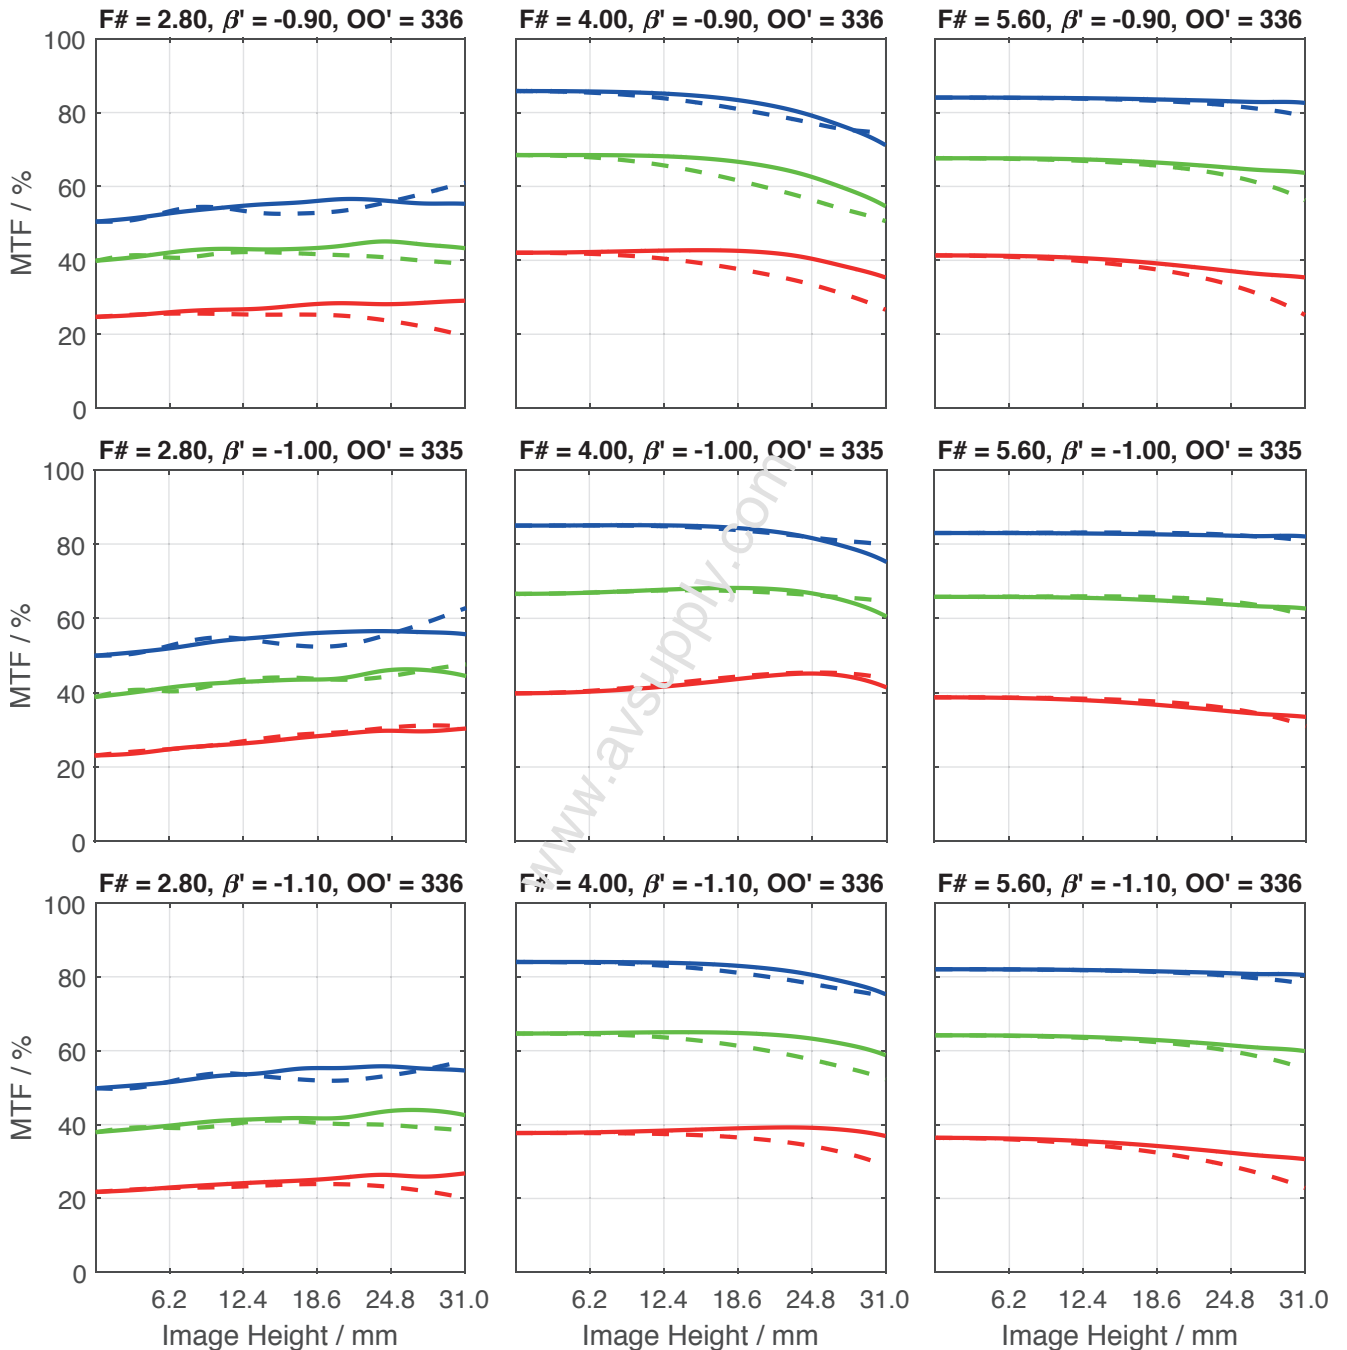 F# = 2.80, β' = -0.90, OO' = 336
F# = 4.00, β' = -0.90, OO' = 336
F# = 5.60, β' = -0.90, OO' = 336
100
80
60
40
20
0
MTF / %
F# = 2.80, β' = -1.00, OO' = 335
F# = 4.00, β' = -1.00, OO' = 335
F# = 5.60, β' = -1.00, OO' = 335
100
80
60
40
20
0
MTF / %
www.avsupply.com
F# = 2.80, β' = -1.10, OO' = 336
F# = 4.00, β' = -1.10, OO' = 336
F# = 5.60, β' = -1.10, OO' = 336
100
80
60
40
20
0
MTF / %
6.2 12.4 18.6 24.8 31.0
6.2 12.4 18.6 24.8 31.0
6.2 12.4 18.6 24.8 31.0
Image Height / mm
Image Height / mm
Image Height / mm